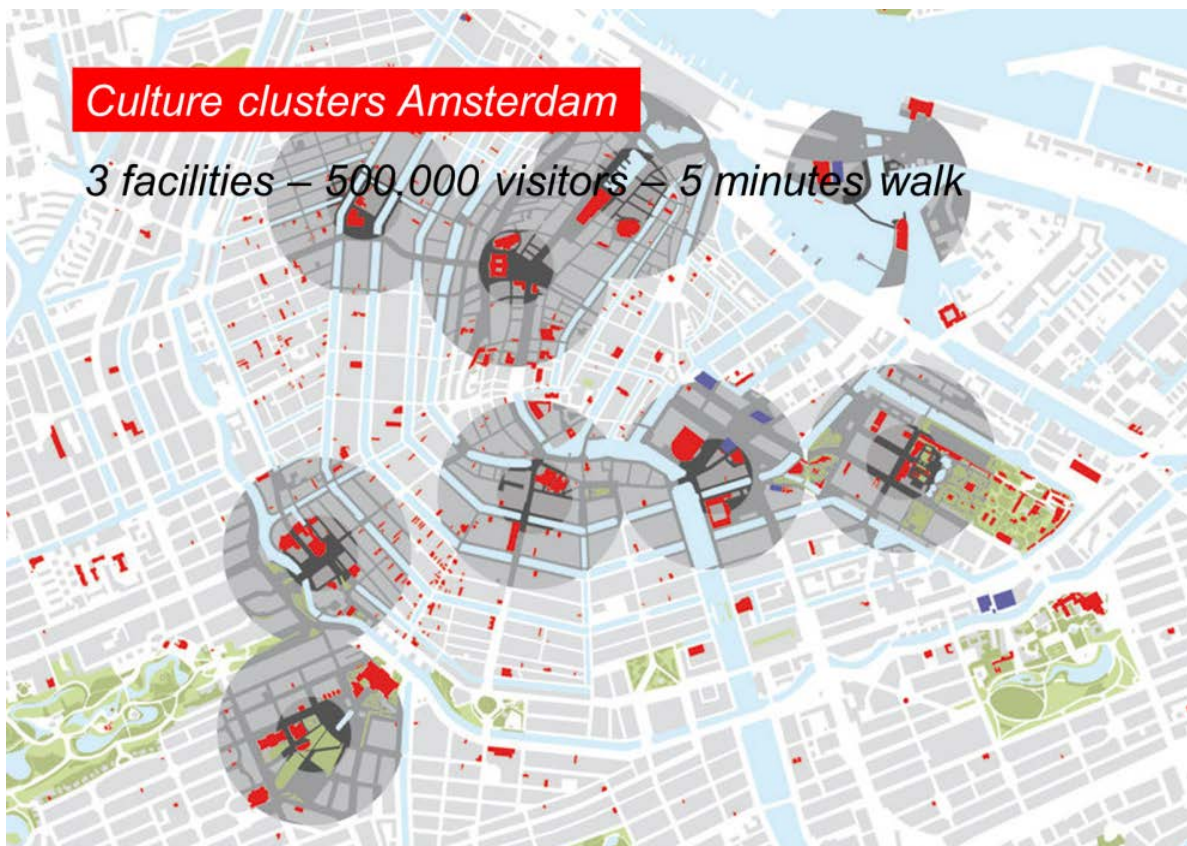 Culture clusters Amsterdam
3 facilities – 500.000 visitors – 5 minutes walk